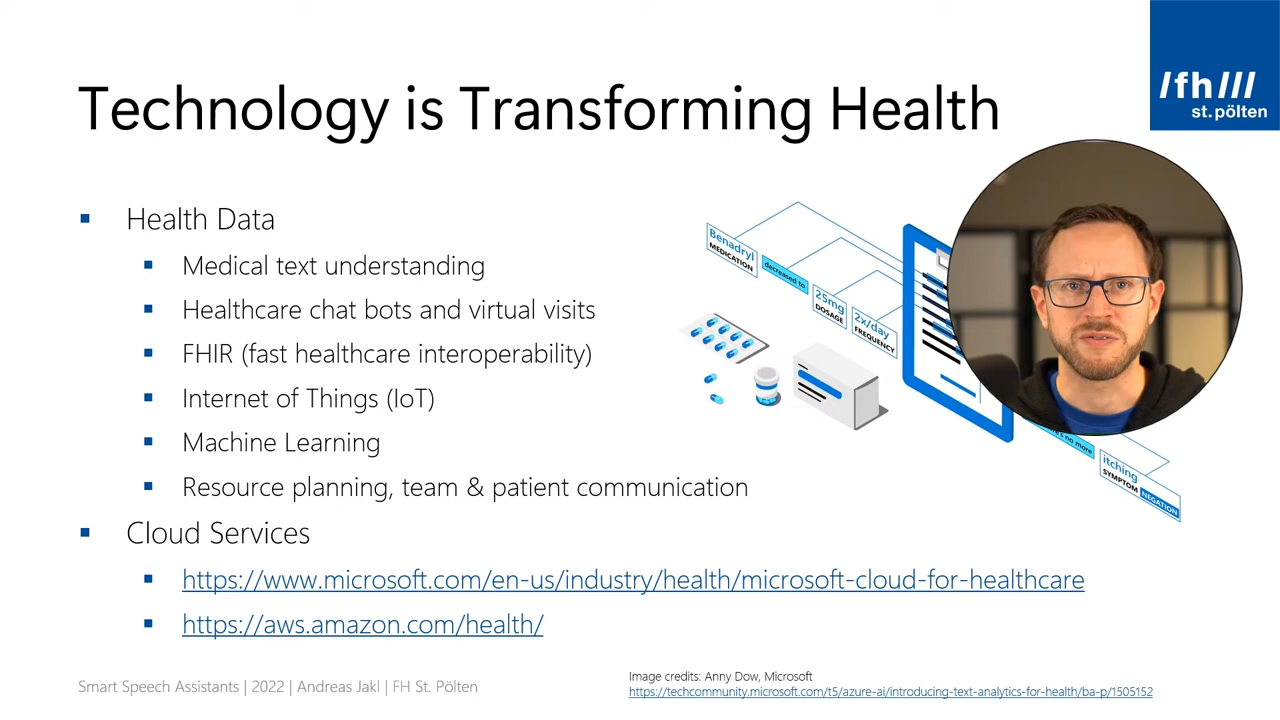 /fh///
st.pölten
Technology is Transforming Health
Health Data
Medical text understanding
Healthcare chat bots and virtual visits
FHIR (fast healthcare interoperability)
Internet of Things (IoT)
Machine Learning
Resource planning, team & patient communication
Cloud Services
https://www.microsoft.com/en-us/industry/health/microsoft-cloud-for-healthcare
https://aws.amazon.com/health/
Benadryl
MEDICATION
decreased to
25mg
DOSAGE
2x/day
FREQUENCY
no more
itching
SYMPTOM NEGATION
Smart Speech Assistants | 2022 | Andreas Jakl | FH St. Pölten
Image credits: Anny Dow, Microsoft
https://techcommunity.microsoft.com/t5/azure-ai/introducing-text-analytics-for-health/ba-p/1505152